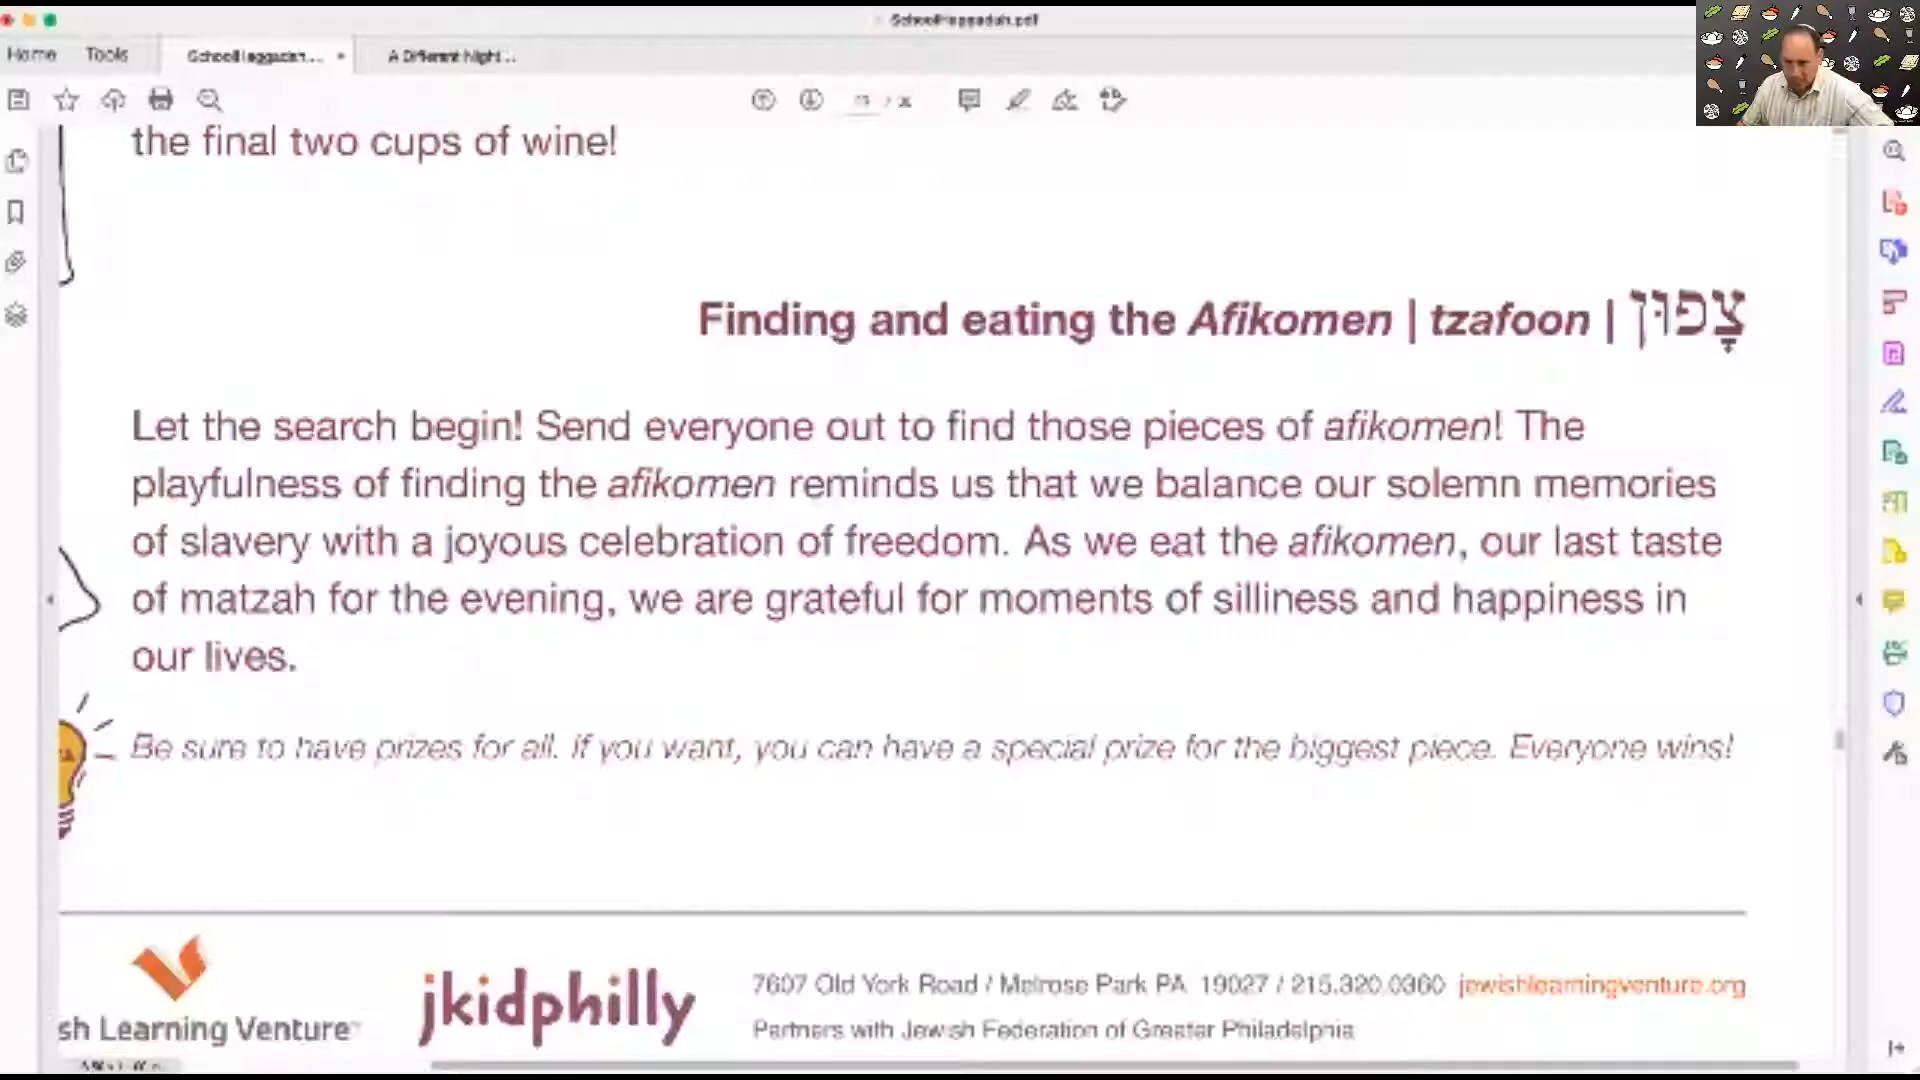 SchoolHaggadah.pdf
Home Tools SchoolHaggadah... A Different Night...
the final two cups of wine!
Finding and eating the Afikomen | tzafoon | צָפוּן
Let the search begin! Send everyone out to find those pieces of afikomen! The
playfulness of finding the afikomen reminds us that we balance our solemn memories
of slavery with a joyous celebration of freedom. As we eat the afikomen, our last taste
of matzah for the evening, we are grateful for moments of silliness and happiness in
our lives.
Be sure to have prizes for all. If you want, you can have a special prize for the biggest piece. Everyone wins!
sh Learning Venture
jkidphilly
7607 Old York Road / Melrose Park PA 19027 / 215.320.0360 jewishlearningventure.org
Partners with Jewish Federation of Greater Philadelphia